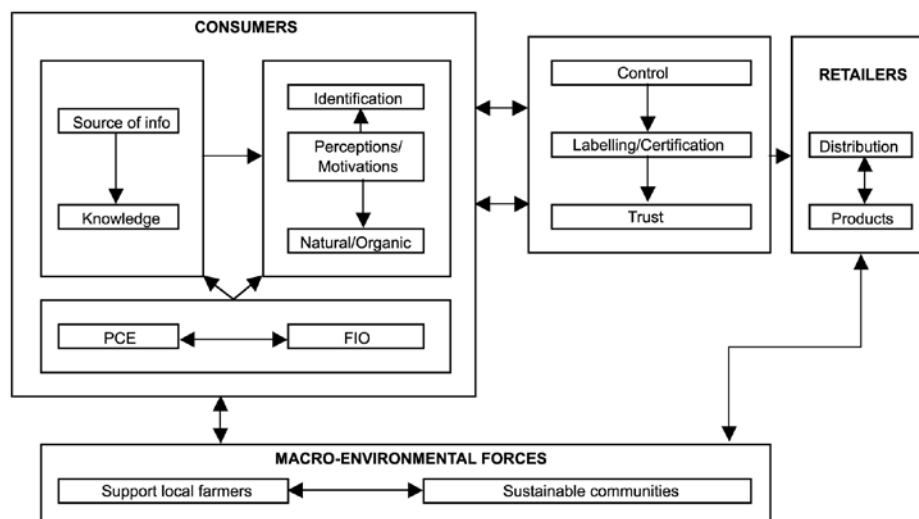 CONSUMERS
Source of info
Knowledge
Identification
Perceptions/
Motivations
Natural/Organic
PCE
FIO
Control
Labelling/Certification
Trust
RETAILERS
Distribution
Products
MACRO-ENVIRONMENTAL FORCES
Support local farmers
Sustainable communities